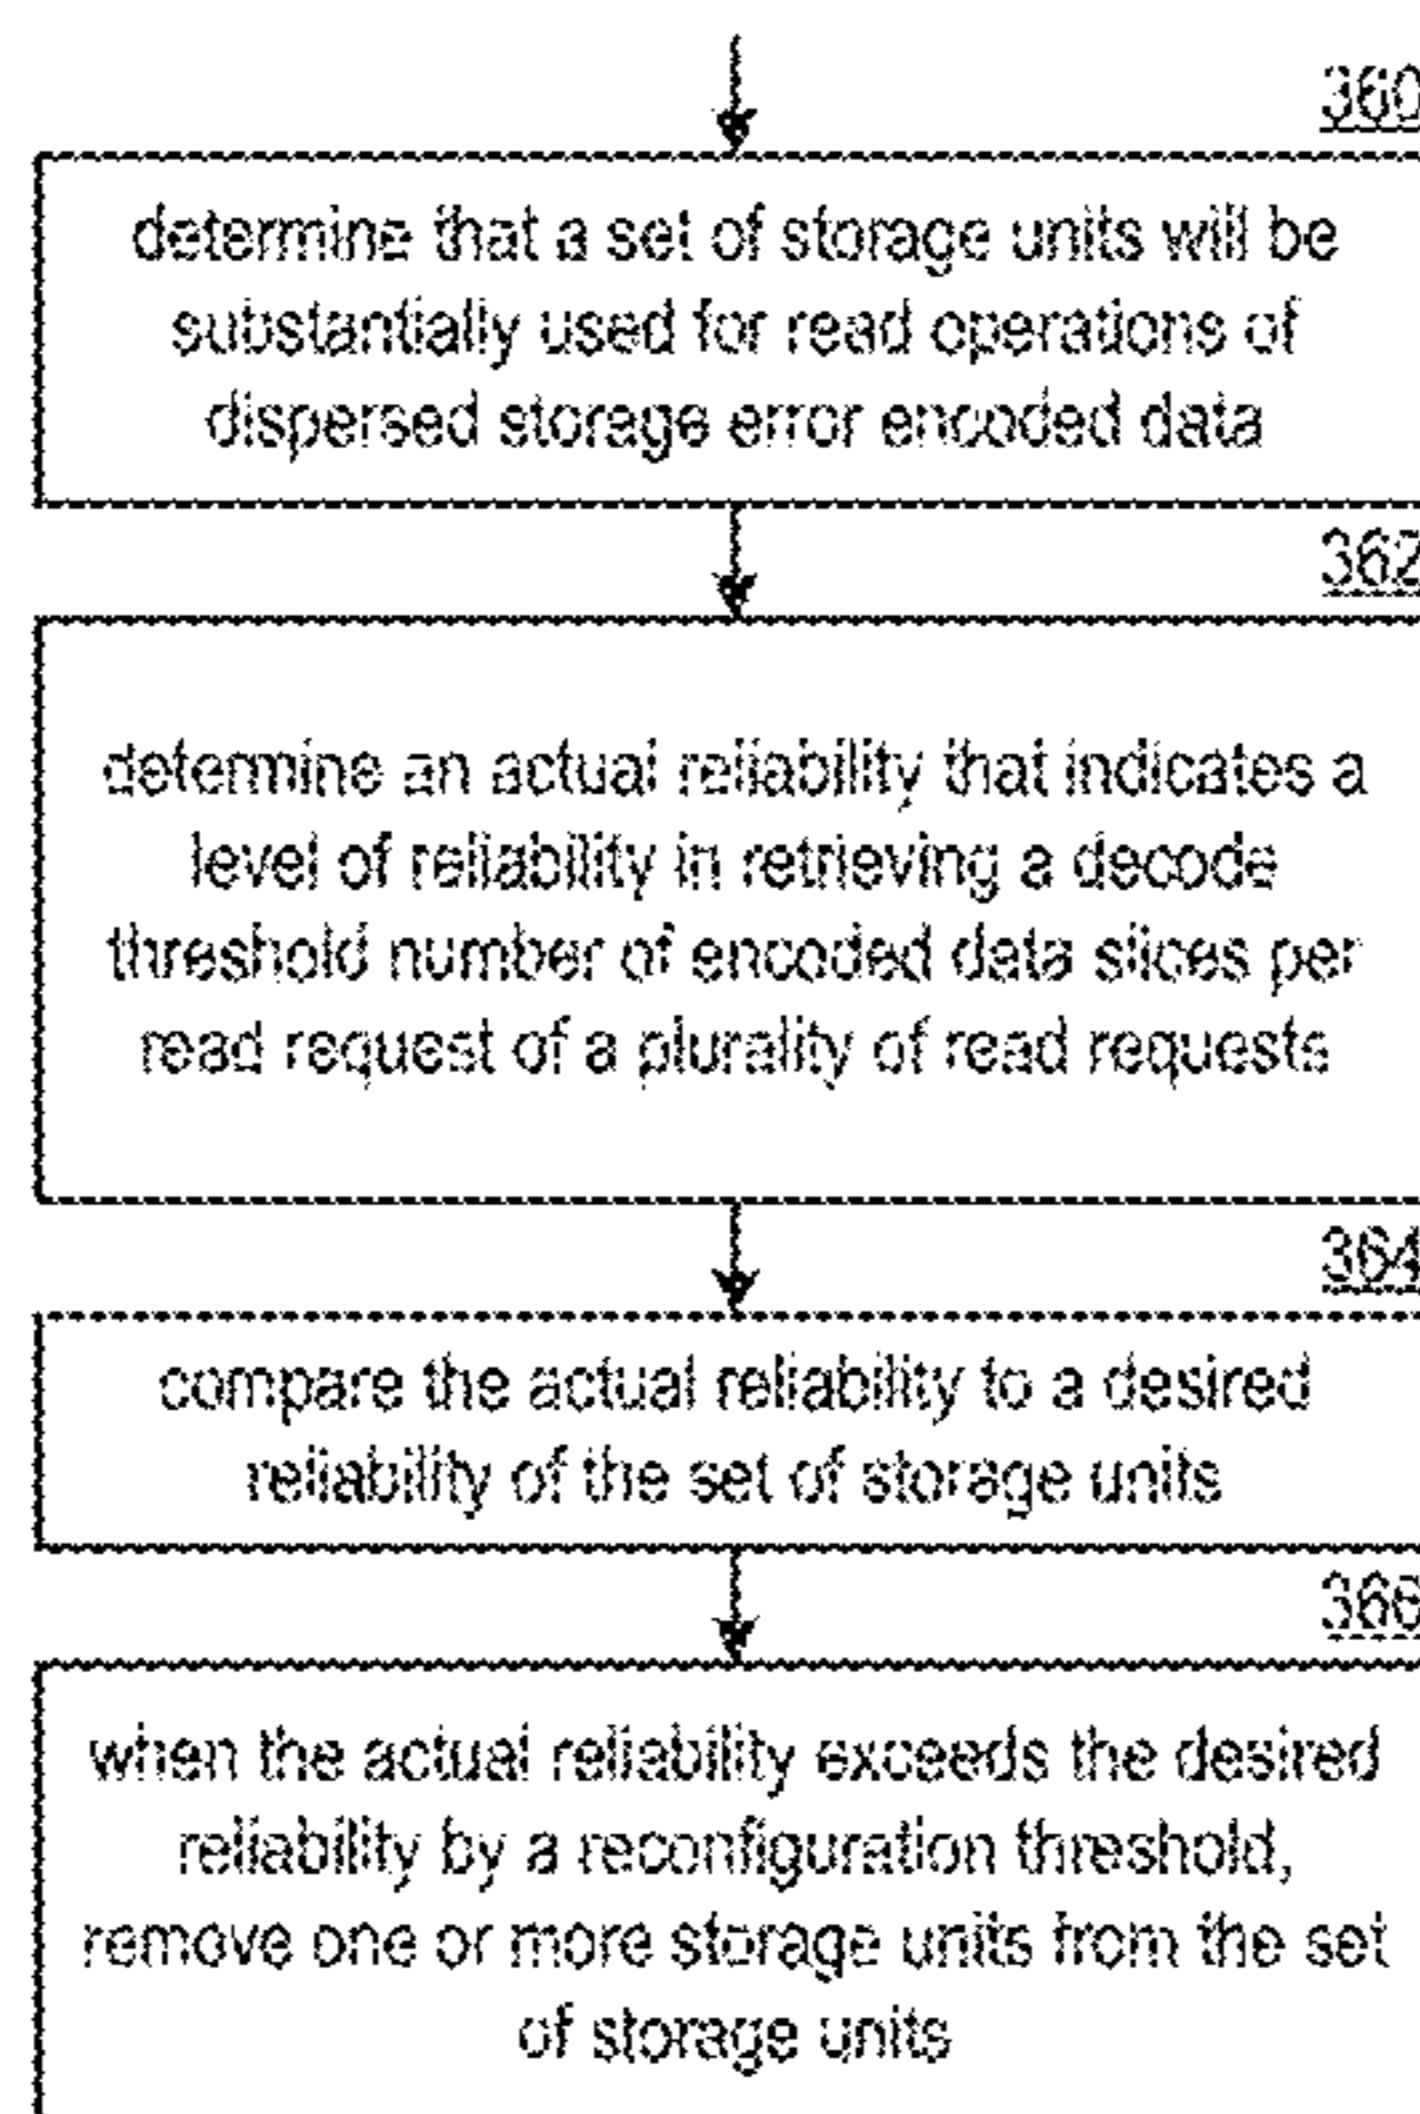 360
determine that a set of storage units will be
substantially used for read operations of
dispersed storage error encoded data
362
determine an actual reliability that indicates a
level of reliability in retrieving a decode
threshold number of encoded data slices per
read request of a plurality of read requests
364
compare the actual reliability to a desired
reliability of the set of storage units
366
when the actual reliability exceeds the desired
reliability by a reconfiguration threshold,
remove one or more storage units from the set
of storage units